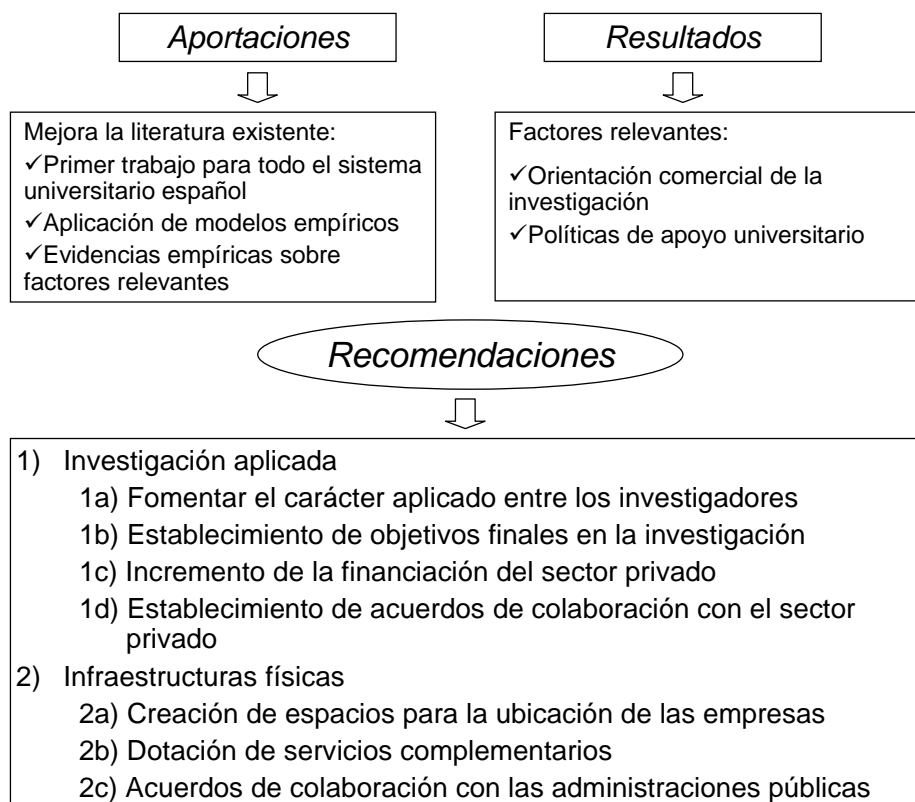 Aportaciones
Mejora la literatura existente:
✓Primer trabajo para todo el sistema
universitario español
✓Aplicación de modelos empíricos
✓Evidencias empíricas sobre
factores relevantes
Resultados
Factores relevantes:
✓Orientación comercial de la
investigación
✓Políticas de apoyo universitario
Recomendaciones
1) Investigación aplicada
1a) Fomentar el carácter aplicado entre los investigadores
1b) Establecimiento de objetivos finales en la investigación
1c) Incremento de la financiación del sector privado
1d) Establecimiento de acuerdos de colaboración con el sector
privado
2) Infraestructuras físicas
2a) Creación de espacios para la ubicación de las empresas
2b) Dotación de servicios complementarios
2c) Acuerdos de colaboración con las administraciones públicas